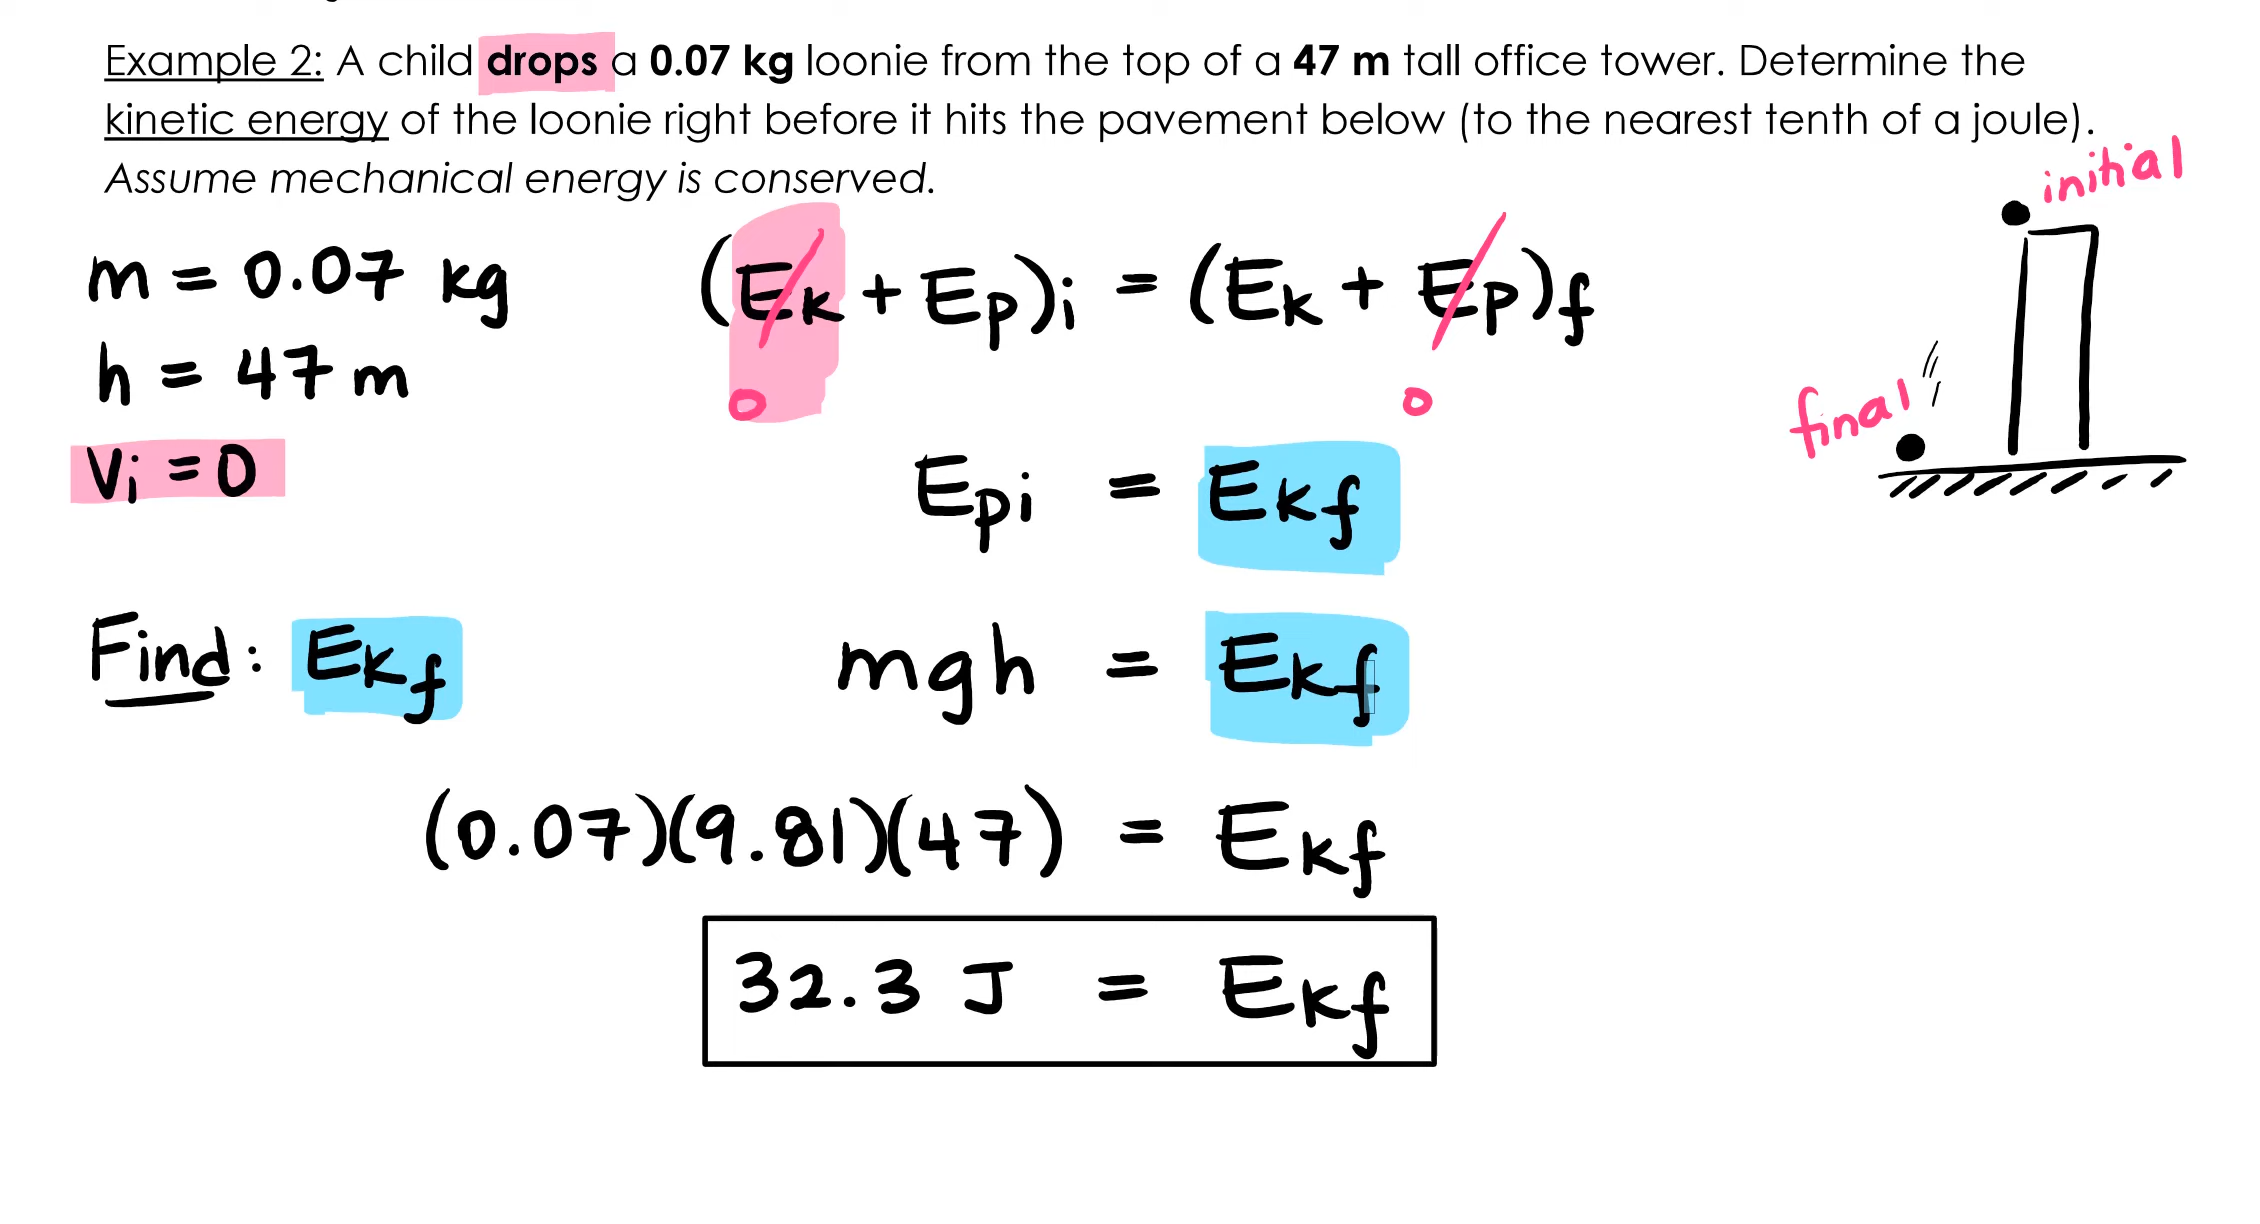 Example 2: A child drops a 0.07 kg loonie from the top of a 47 m tall office tower. Determine the
kinetic energy of the loonie right before it hits the pavement below (to the nearest tenth of a joule).
Assume mechanical energy is conserved.
initial
m = 0.07 kg
(Ek + Ep)i = (Ek + Ep)f
h = 47 m
0
0
final
Vi = 0
Epi = Ekf
Find: Ekf
mgh = Ekf
(0.07)(9.81)(47) = Ekf
32.3 J = Ekf